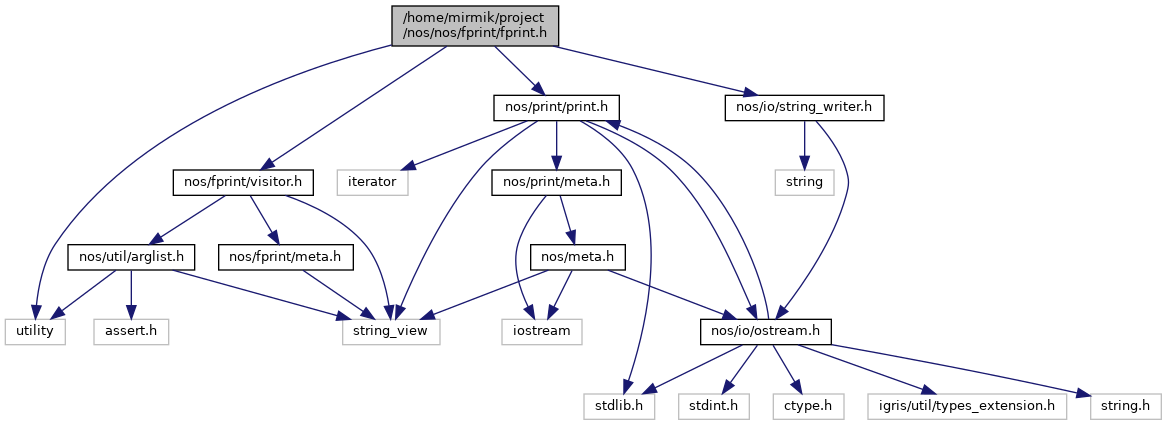 /home/mirmik/project
/nos/nos/fprint/fprint.h
nos/print/print.h
nos/io/string_writer.h
nos/fprint/visitor.h
iterator
nos/print/meta.h
string
nos/util/arglist.h
nos/fprint/meta.h
nos/meta.h
utility
assert.h
string_view
iostream
nos/io/ostream.h
stdlib.h
stdint.h
ctype.h
igris/util/types_extension.h
string.h